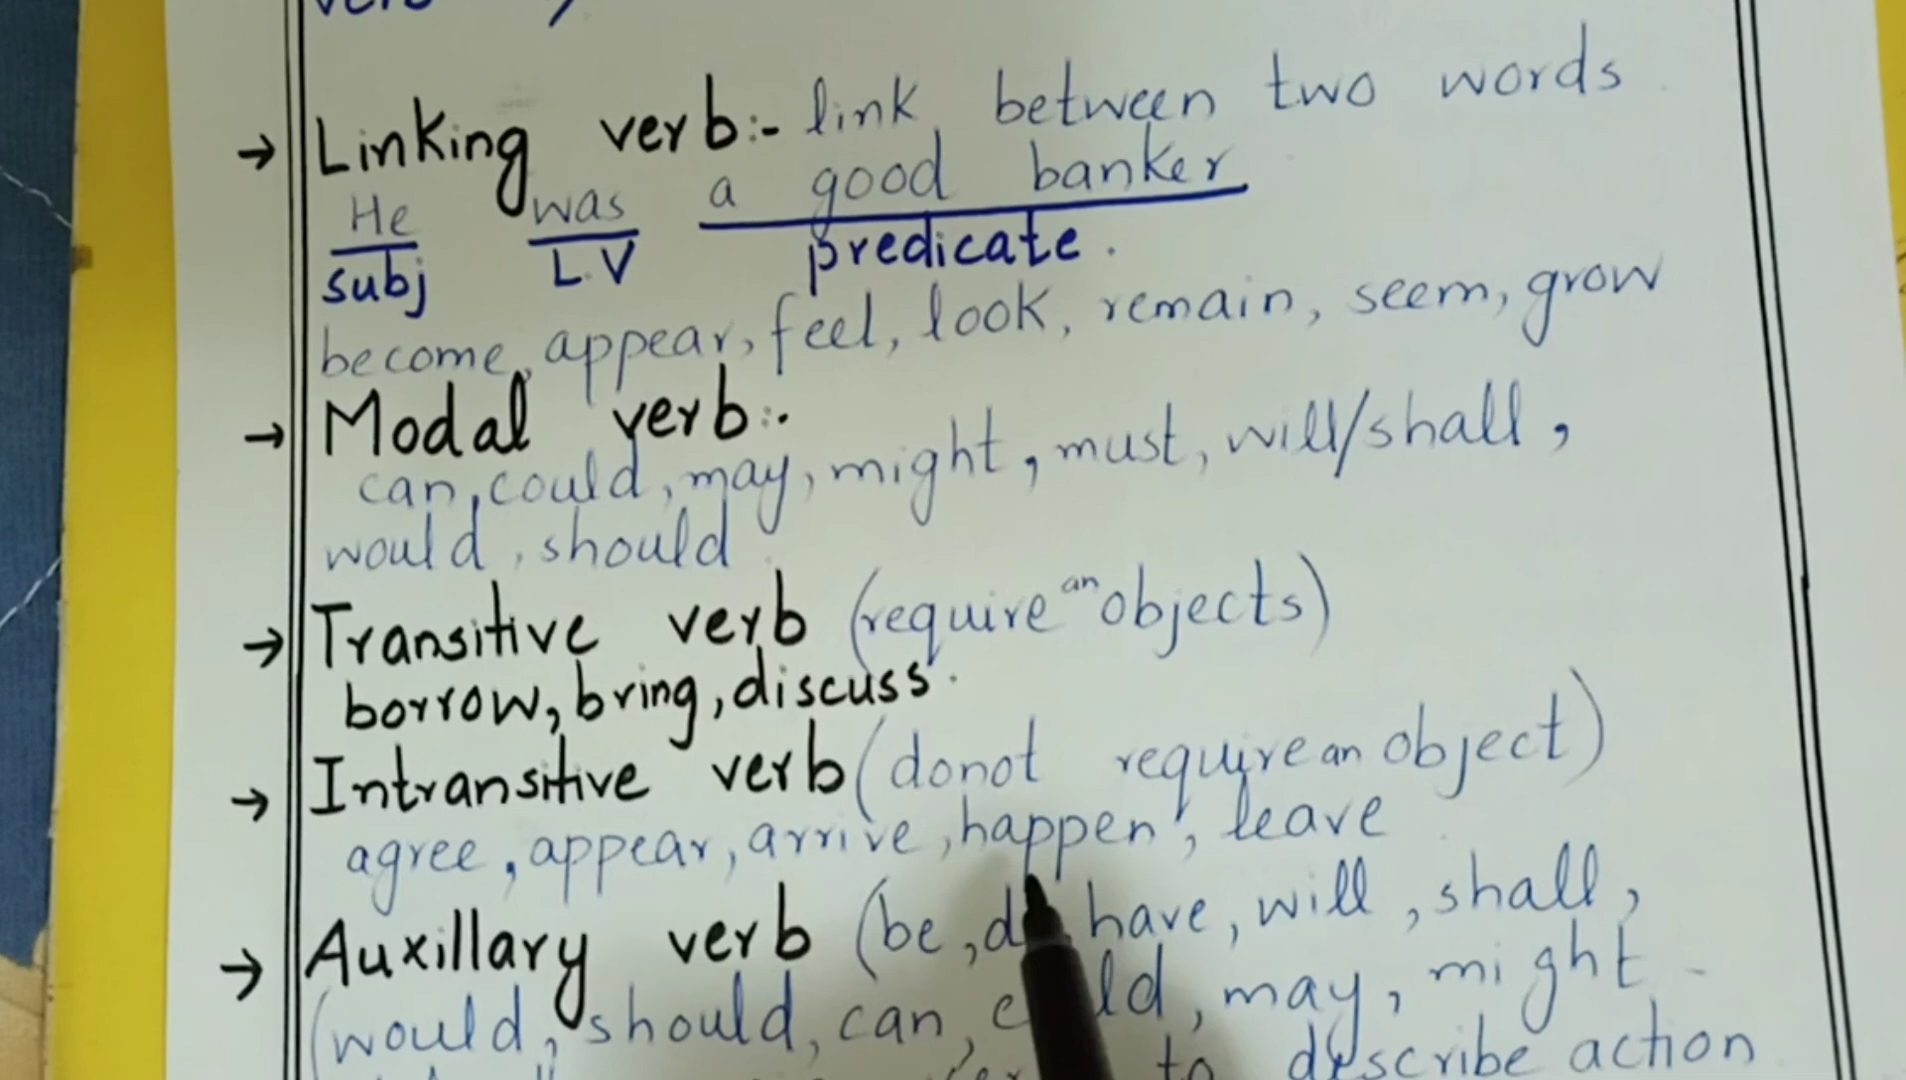 → Linking verb:- link between two words
He was a good banker
subj L.V predicate.
become, appear, feel, look, remain, seem, grow
→ Modal verb:-
can, could, may, might, must, will/shall,
would, should
→ Transitive verb (require an objects)
borrow, bring, discuss.
→ Intransitive verb (donot require an object)
agree, appear, arrive, happen, leave
→ Auxillary verb (be, have, will, shall,
(would, should, can, may, might
to describe action